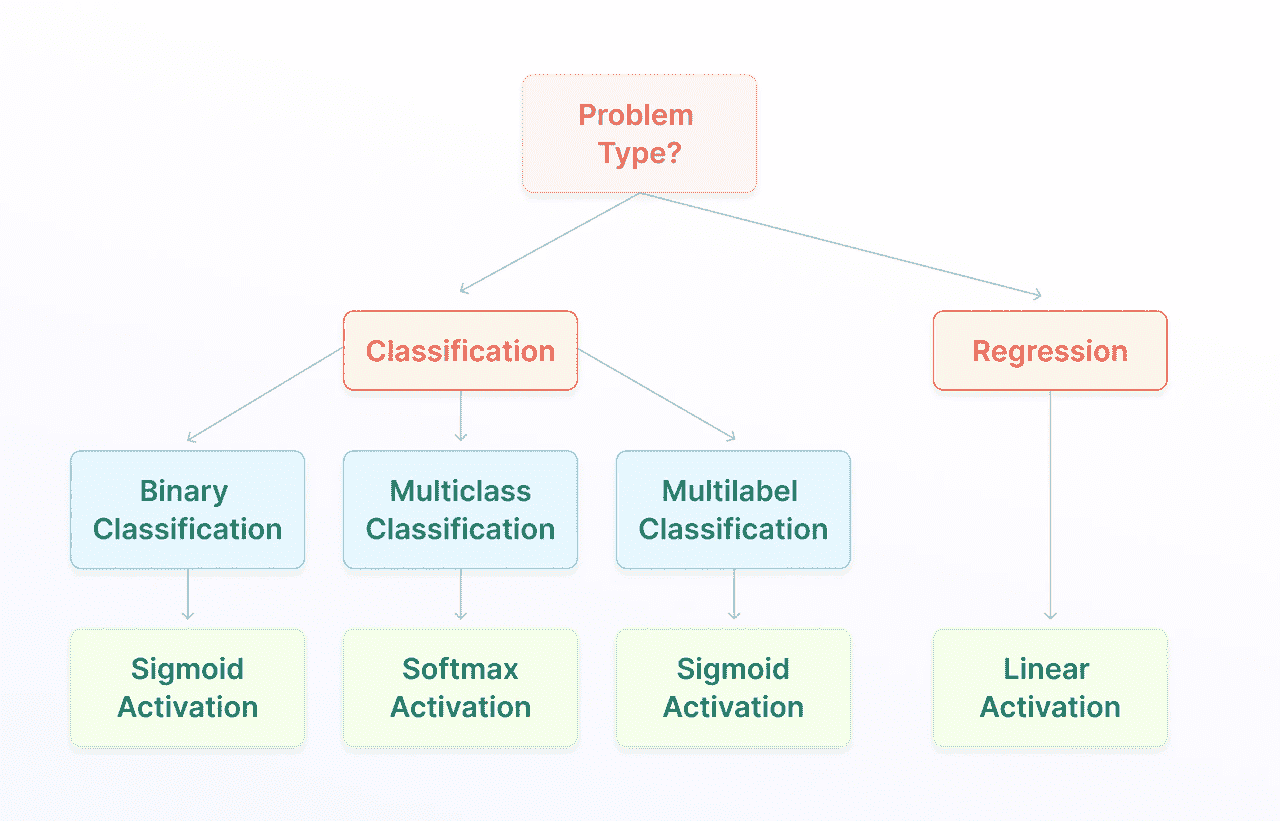 Problem
Type?
Classification
Regression
Binary
Classification
Multiclass
Classification
Multilabel
Classification
Sigmoid
Activation
Softmax
Activation
Sigmoid
Activation
Linear
Activation